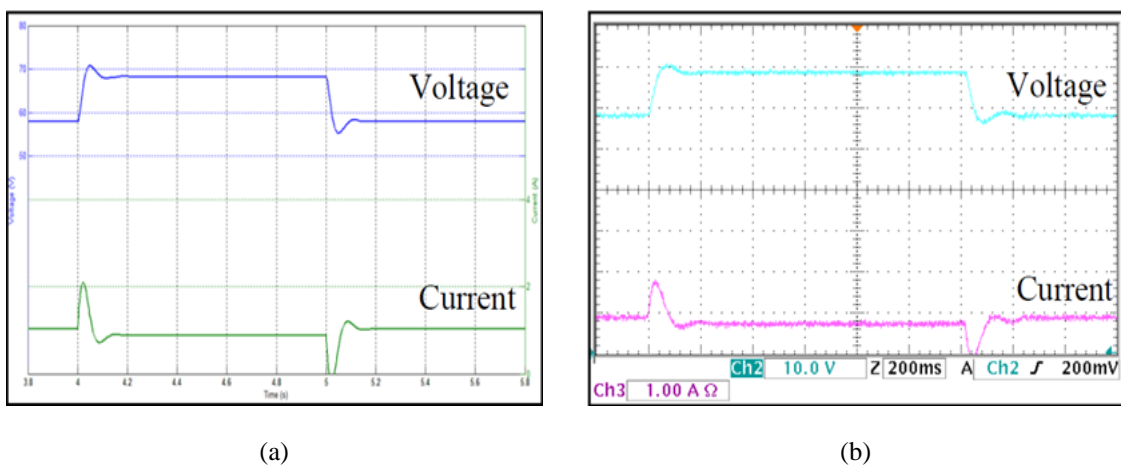 80
70
60
50
Voltage (V)
Voltage
4
2
Current (A)
Current
3.8
4
4.2
4.4
4.6
4.8
5
5.2
5.4
5.6
5.8
Time (s)
Voltage
Current
Ch2 10.0 V Z 200ms A Ch2 200mV
Ch3 1.00 A Ω
(a)
(b)